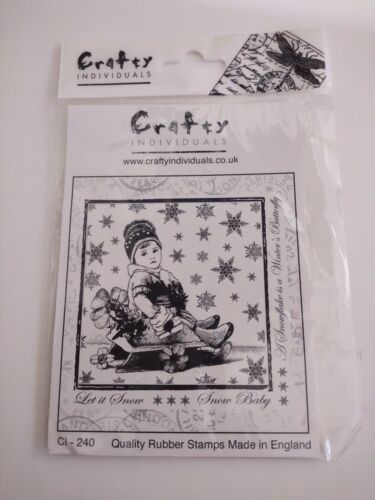 Crafty
INDIVIDUALS
Crafty
INDIVIDUALS
www.craftyindividuals.co.uk
A Snowflake is a Winter's Butterfly
Let it Snow
Snow Baby
CI - 240
Quality Rubber Stamps Made in England